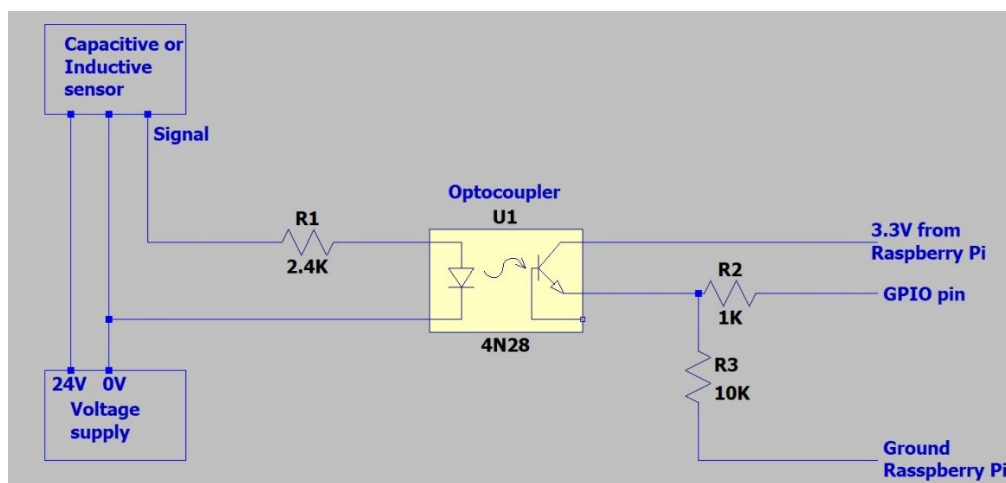 Capacitive or
Inductive
sensor
Signal
Optocoupler
U1
R1
2.4K
3.3V from
Raspberry Pi
R2
1K
GPIO pin
4N28
R3
10K
24V 0V
Voltage
supply
Ground
Rasspberry Pi